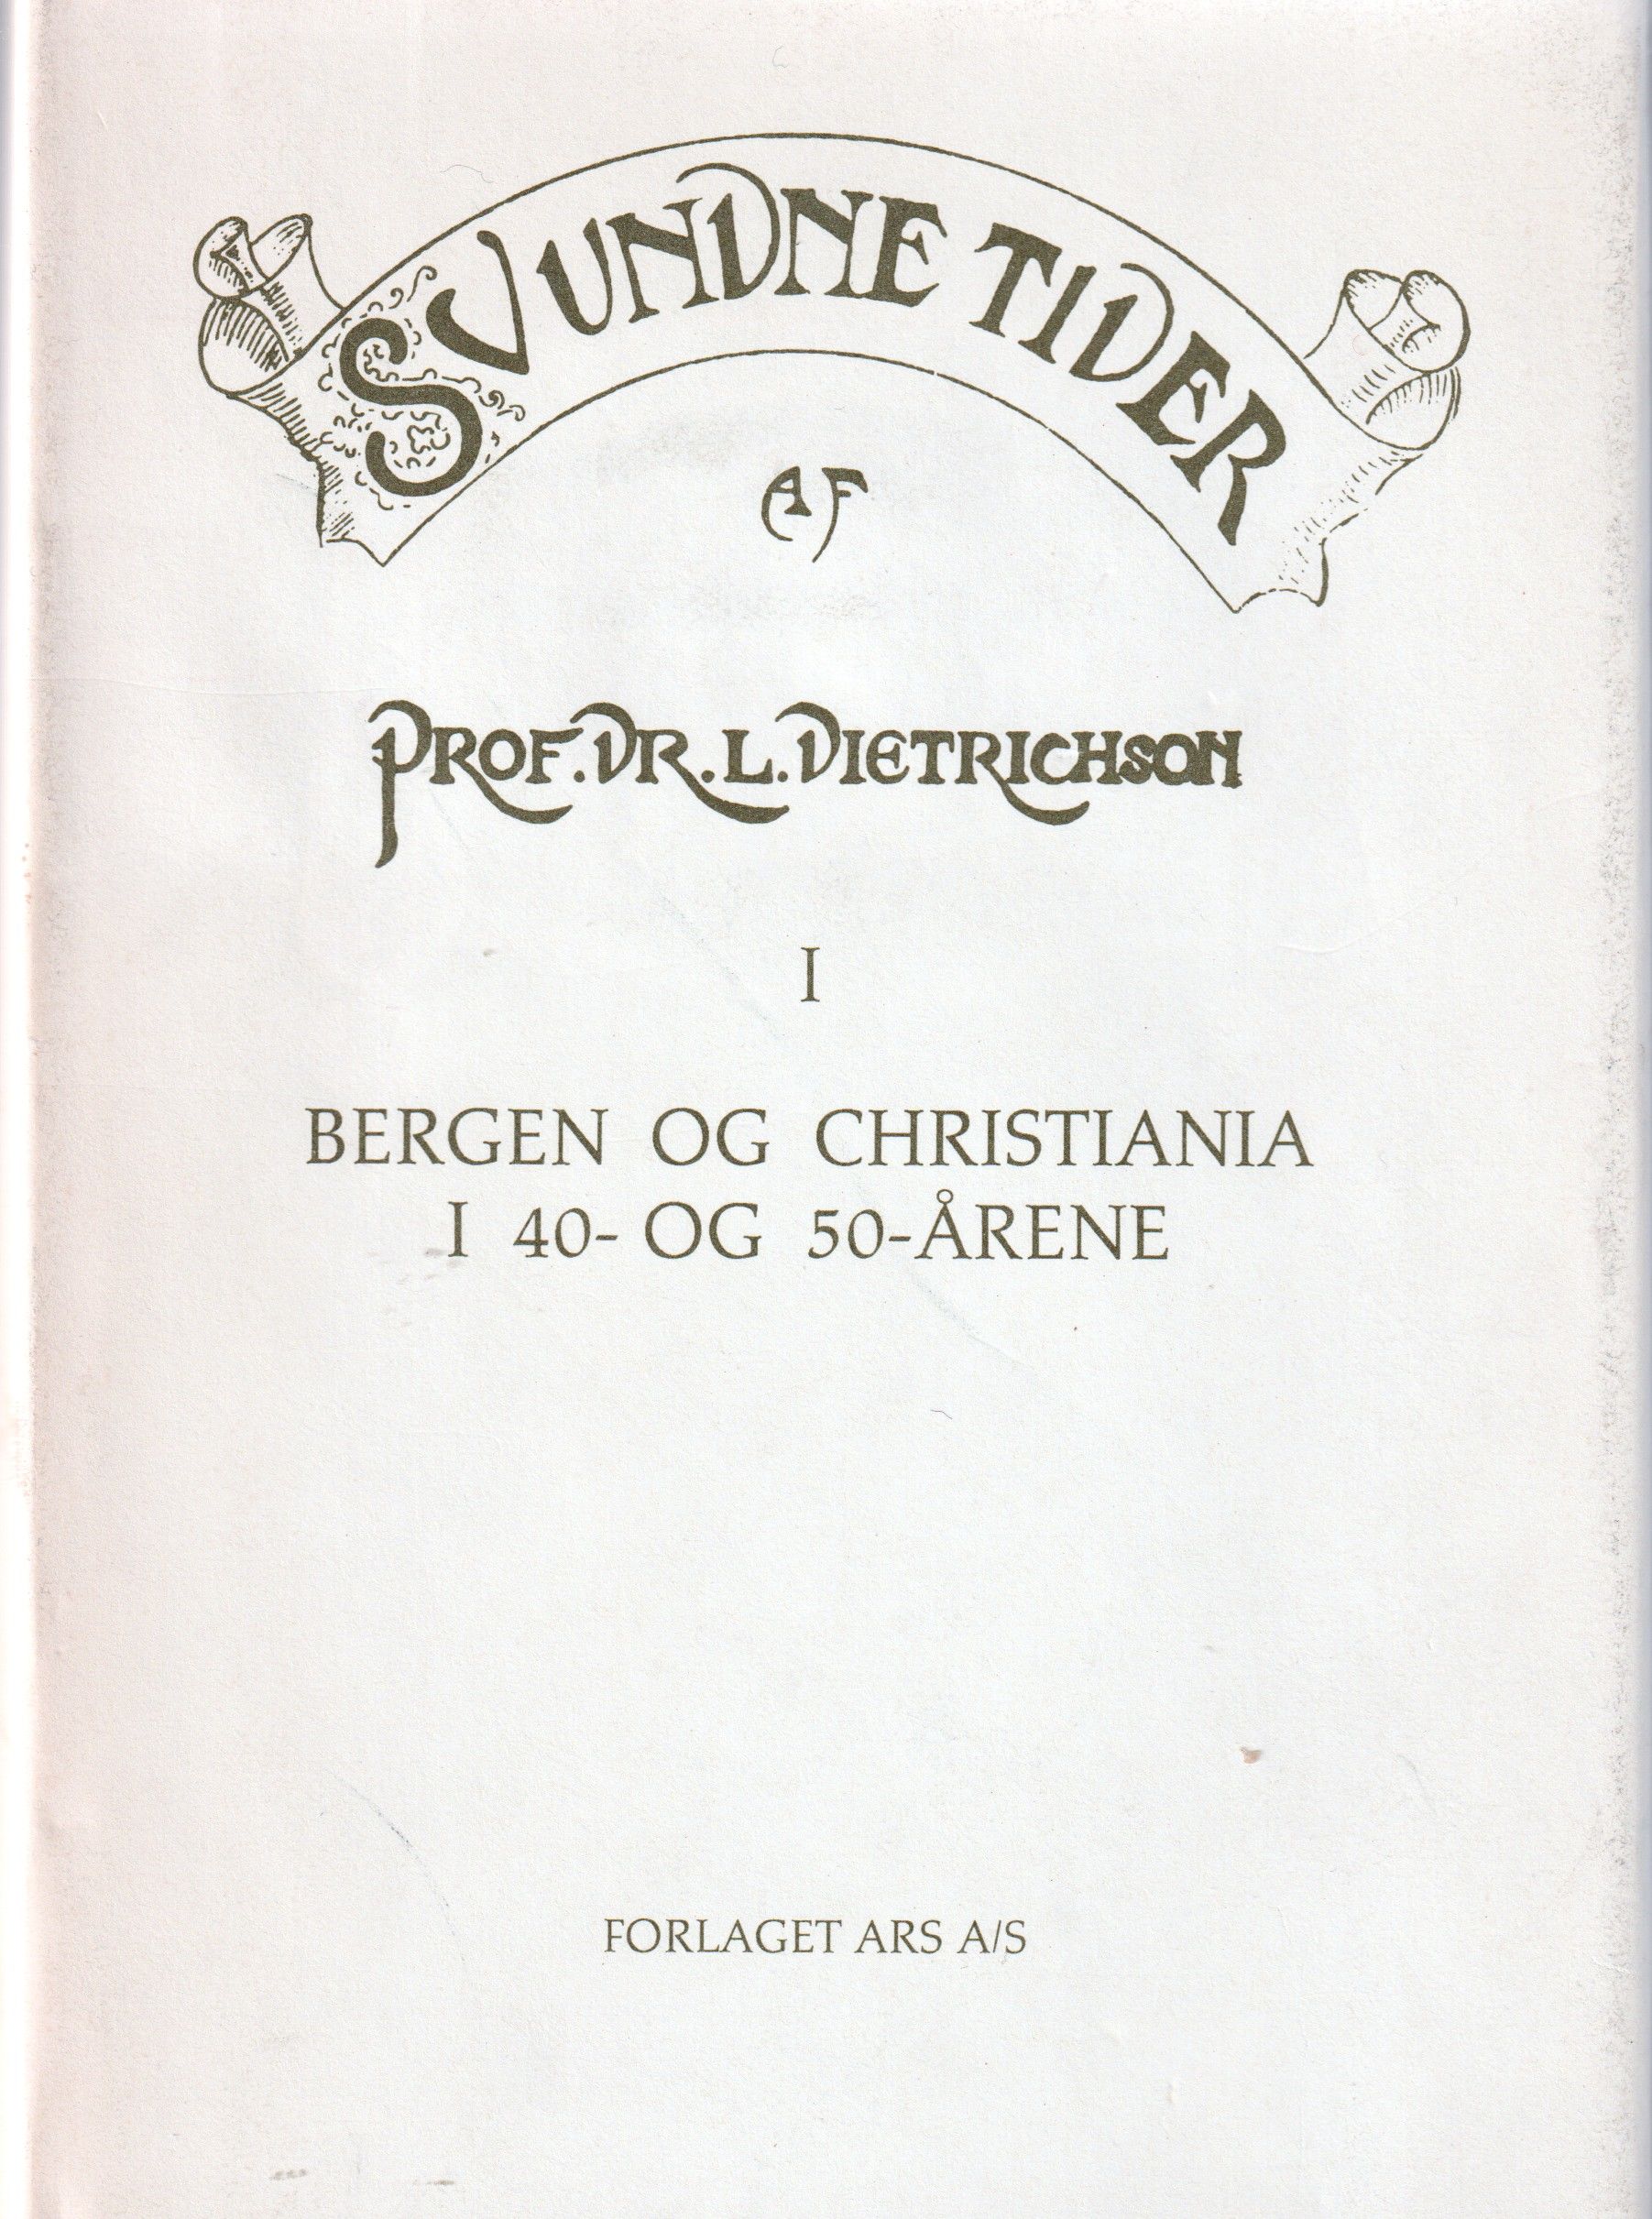 SVUNDNE TIDER
AF
PROF. DR. L. DIETRICHSON
I
BERGEN OG CHRISTIANIA
I 40- OG 50-ÅRENE
FORLAGET ARS A/S